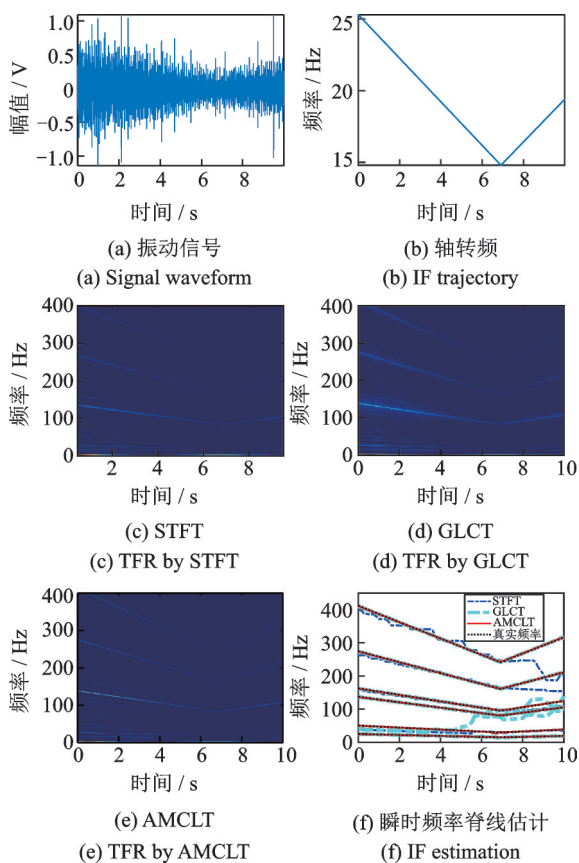 幅值 / V
1.0
0.5
0
−0.5
−1.0
0 2 4 6 8
时间 / s
(a) 振动信号
(a) Signal waveform
频率 / Hz
25
20
15
0 2 4 6 8
时间 / s
(b) 轴转频
(b) IF trajectory
频率 / Hz
400
300
200
100
0
2 4 6 8
时间 / s
(c) STFT
(c) TFR by STFT
频率 / Hz
400
300
200
100
0
0 2 4 6 8 10
时间 / s
(d) GLCT
(d) TFR by GLCT
频率 / Hz
400
300
200
100
0
0 2 4 6 8 10
时间 / s
(e) AMCLT
(e) TFR by AMCLT
频率 / Hz
400
300
200
100
0
0 2 4 6 8 10
STFT
GLCT
AMCLT
真实频率
时间 / s
(f) 瞬时频率脊线估计
(f) IF estimation